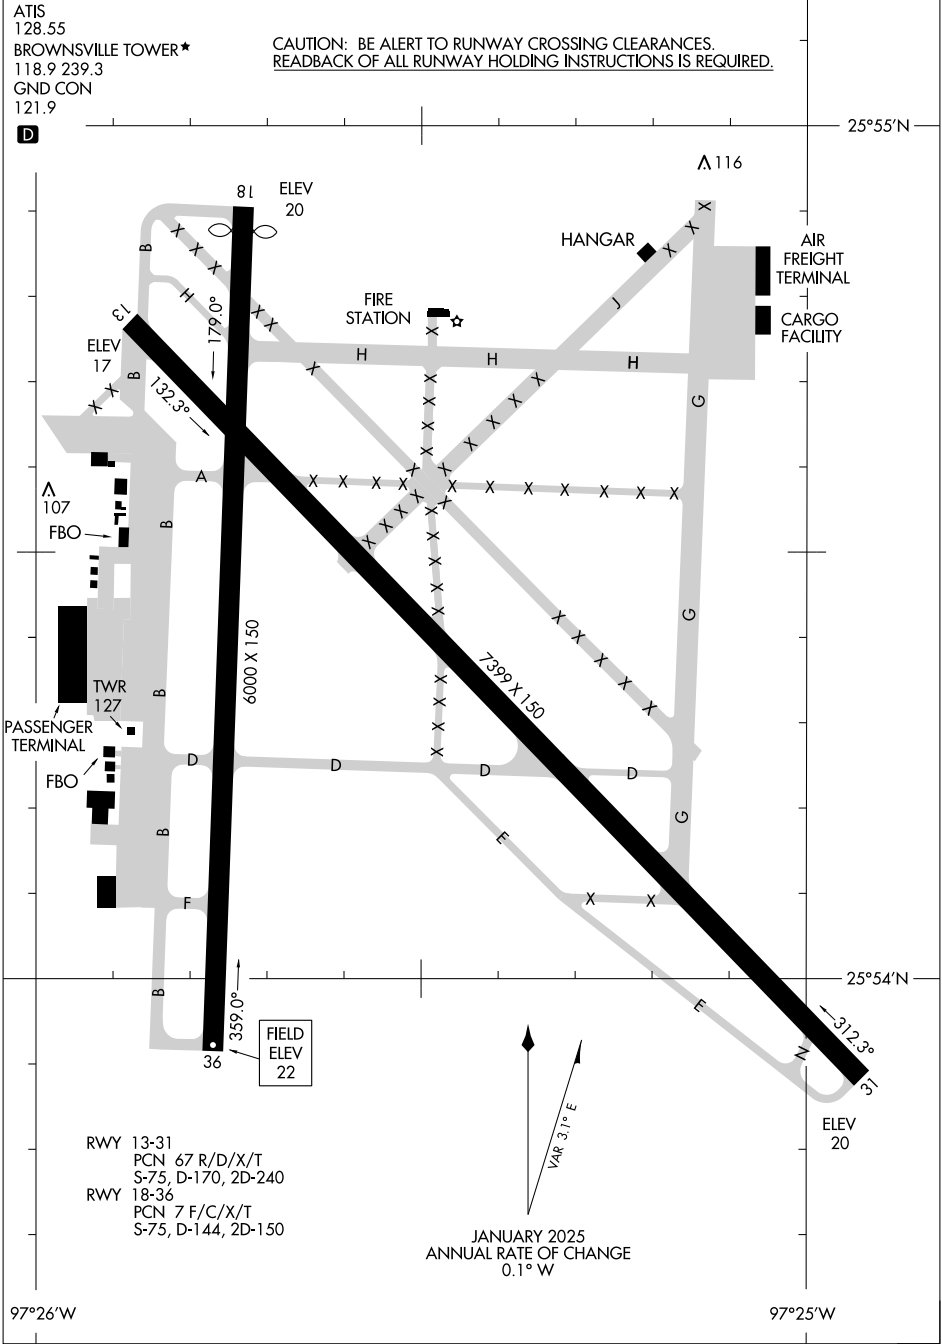 ATIS
128.55
BROWNSVILLE TOWER★
118.9 239.3
GND CON
121.9
D
CAUTION: BE ALERT TO RUNWAY CROSSING CLEARANCES.
READBACK OF ALL RUNWAY HOLDING INSTRUCTIONS IS REQUIRED.
25°55'N
116
18
ELEV
20
B
HANGAR
AIR
FREIGHT
TERMINAL
H
FIRE
STATION
J
CARGO
FACILITY
13
179.0°
ELEV
17
H
H
H
B
132.3°
G
A
107
B
FBO
G
6000 X 150
7399 X 150
TWR
127
B
PASSENGER
TERMINAL
D
D
D
D
FBO
B
E
G
F
X
X
25°54'N
B
359.0°
E
312.3°
N
36
FIELD
ELEV
22
31
ELEV
20
VAR 3.1° E
RWY 13-31
PCN 67 R/D/X/T
S-75, D-170, 2D-240
RWY 18-36
PCN 7 F/C/X/T
S-75, D-144, 2D-150
JANUARY 2025
ANNUAL RATE OF CHANGE
0.1° W
97°26'W
97°25'W